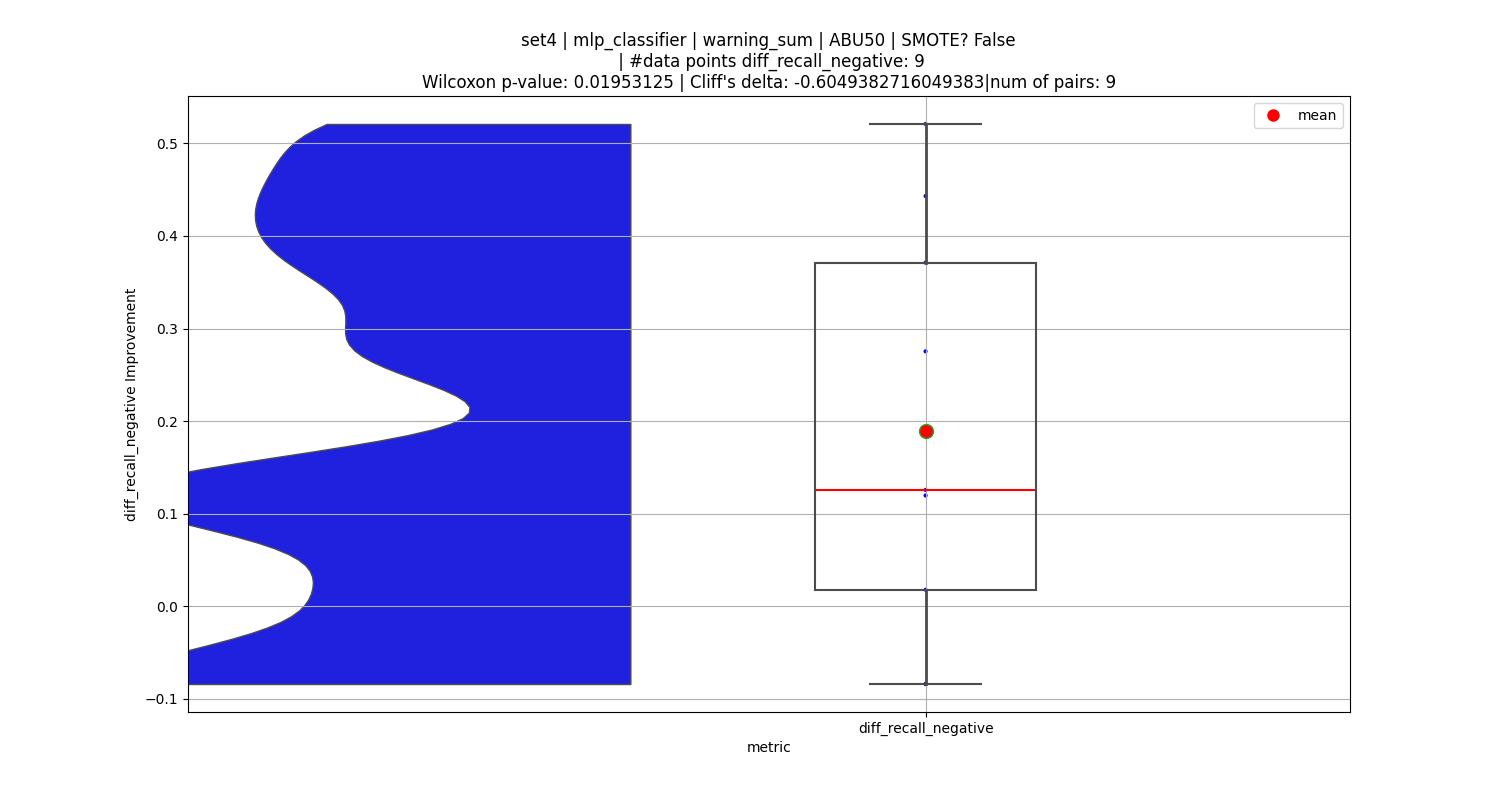 set4 | mlp_classifier | warning_sum | ABU50 | SMOTE? False
| #data points diff_recall_negative: 9
Wilcoxon p-value: 0.01953125 | Cliff's delta: -0.6049382716049383|num of pairs: 9
mean
0.5
0.4
0.3
0.2
0.1
0.0
−0.1
diff_recall_negative Improvement
diff_recall_negative
metric